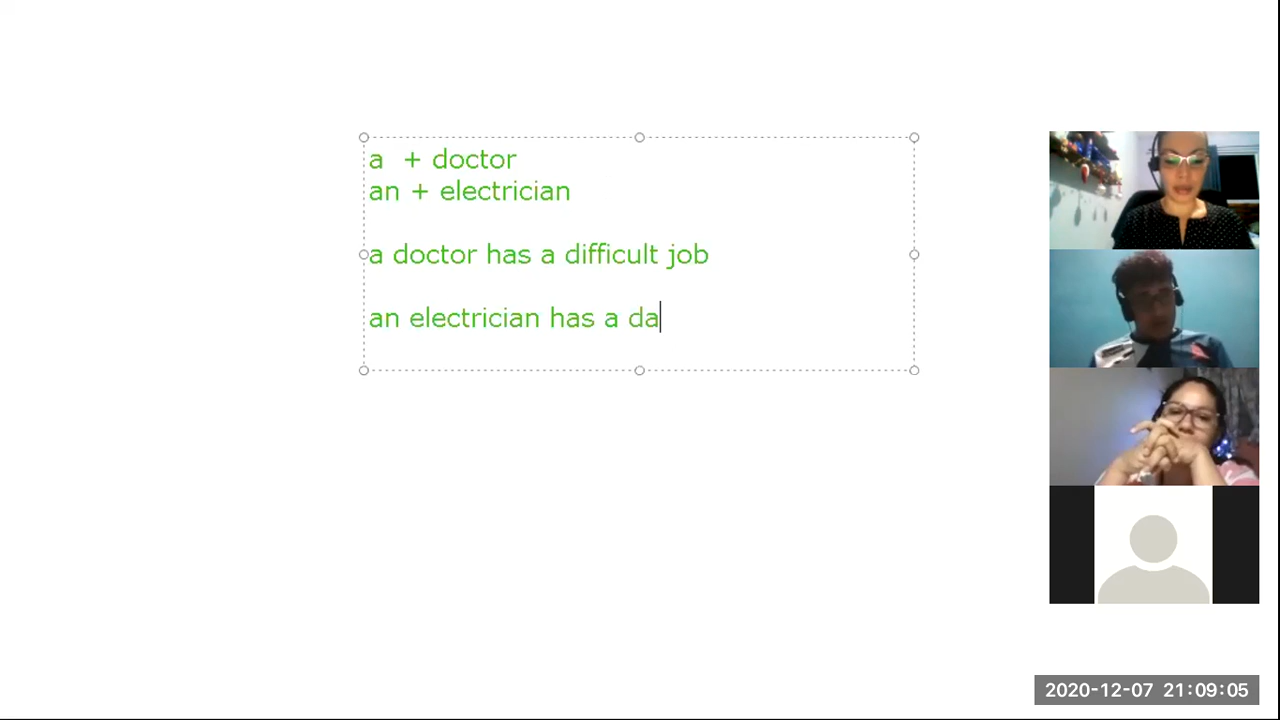 a + doctor
an + electrician
a doctor has a difficult job
an electrician has a da
2020-12-07 21:09:05